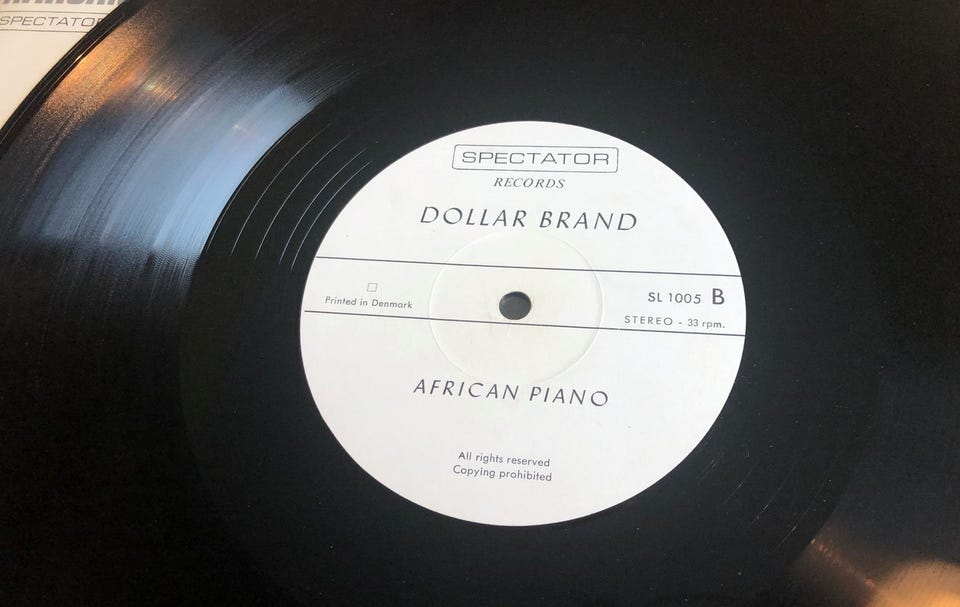 SPECTATOR
SPECTATOR
RECORDS
DOLLAR BRAND
Printed in Denmark
SL 1005 B
STEREO - 33 rpm.
AFRICAN PIANO
All rights reserved
Copying prohibited